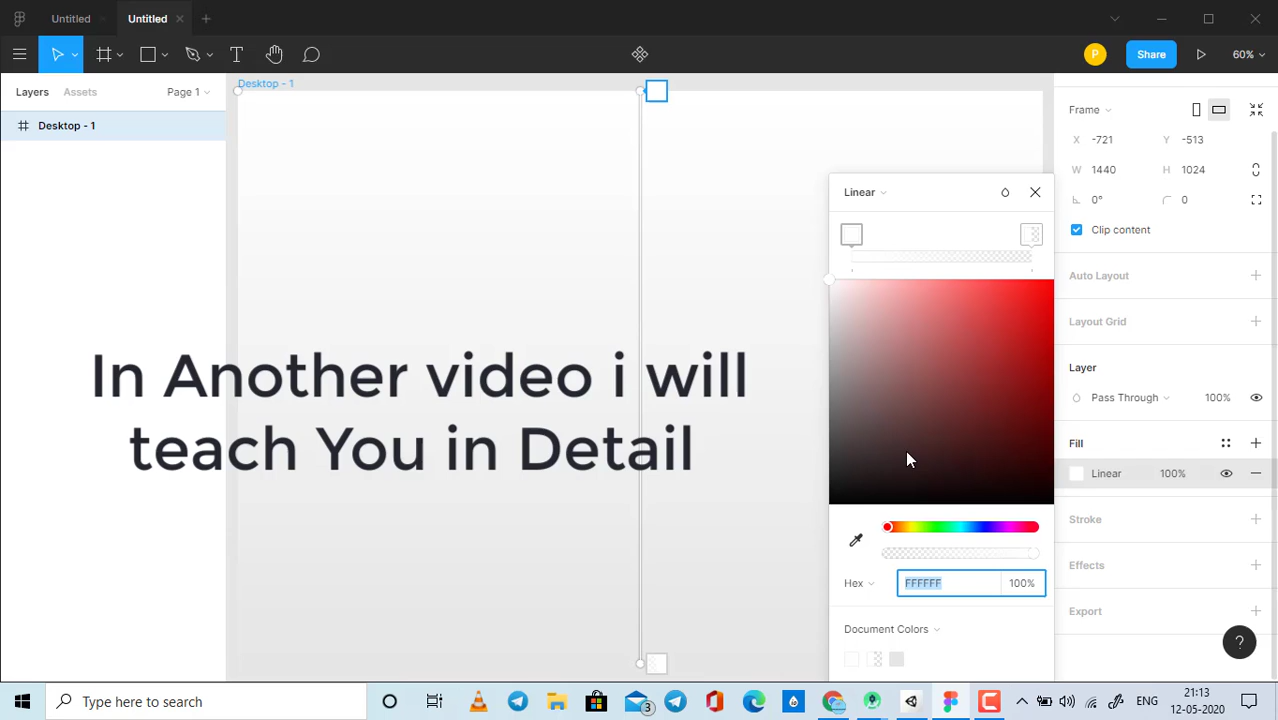 Untitled
Untitled
P
Share
60%
Layers
Assets
Page 1
Desktop - 1
Desktop - 1
Frame
X
-721
Y
-513
W
1440
H
1024
0°
0
Clip content
Auto Layout
Layout Grid
Layer
Pass Through
100%
Fill
Linear
100%
Stroke
Effects
Export
Linear
Hex
FFFFFF
100%
Document Colors
In Another video i will
teach You in Detail
?
Type here to search
3
ENG
21:13
12-05-2020